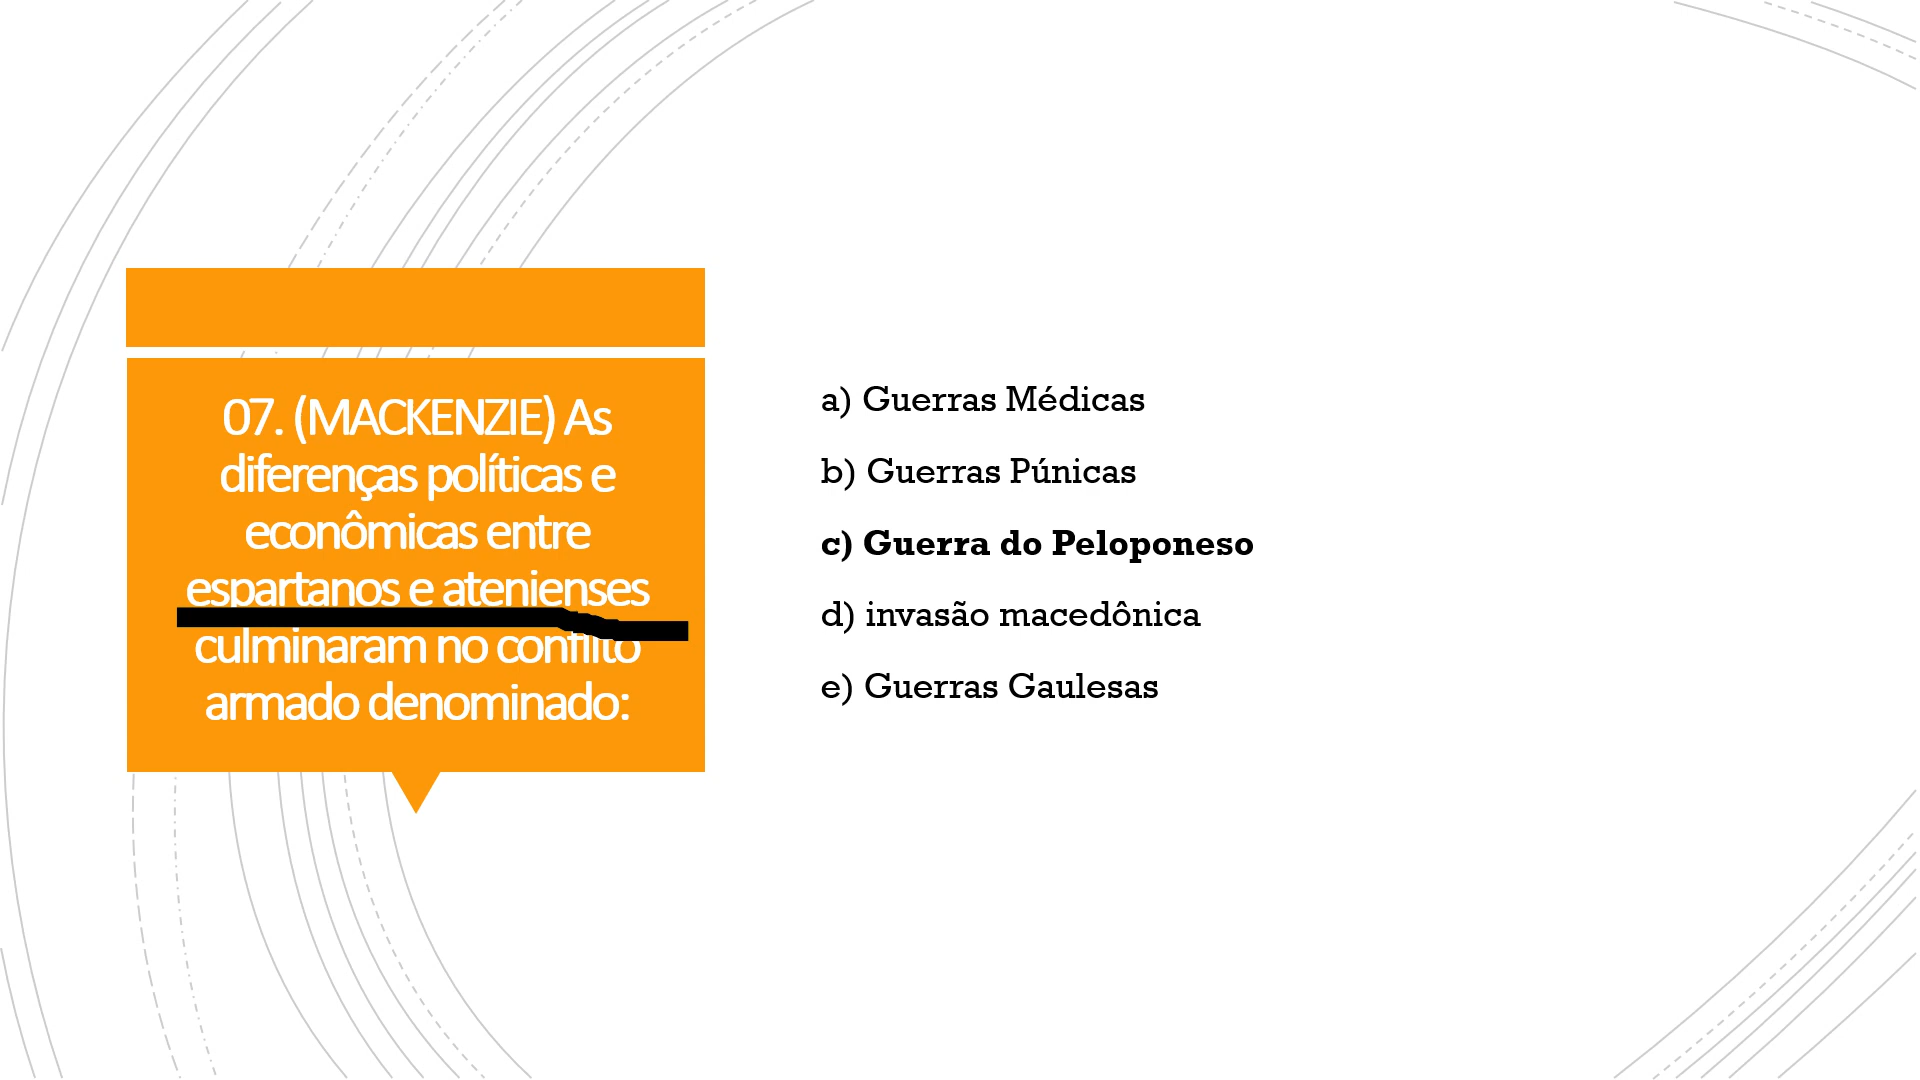 07. (MACKENZIE) As
diferenças políticas e
econômicas entre
espartanos e atenienses
culminaram no conflito
armado denominado:
a) Guerras Médicas
b) Guerras Púnicas
c) Guerra do Peloponeso
d) invasão macedônica
e) Guerras Gaulesas